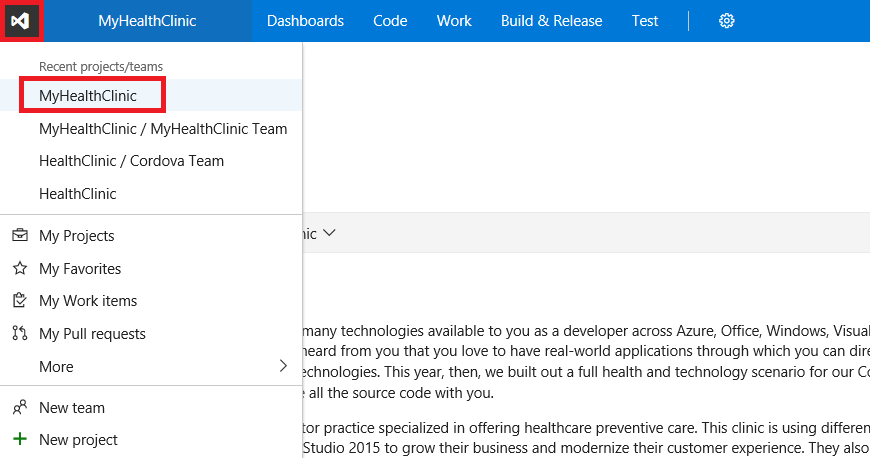 MyHealthClinic Dashboards Code Work Build & Release Test
Recent projects/teams
MyHealthClinic
MyHealthClinic / MyHealthClinic Team
HealthClinic / Cordova Team
HealthClinic
nic
My Projects
My Favorites
My Work items
My Pull requests
More
New team
New project
many technologies available to you as a developer across Azure, Office, Windows, Visual
heard from you that you love to have real-world applications through which you can dire
echnologies. This year, then, we built out a full health and technology scenario for our Co
e all the source code with you.
tor practice specialized in offering healthcare preventive care. This clinic is using differen
Studio 2015 to grow their business and modernize their customer experience. They also